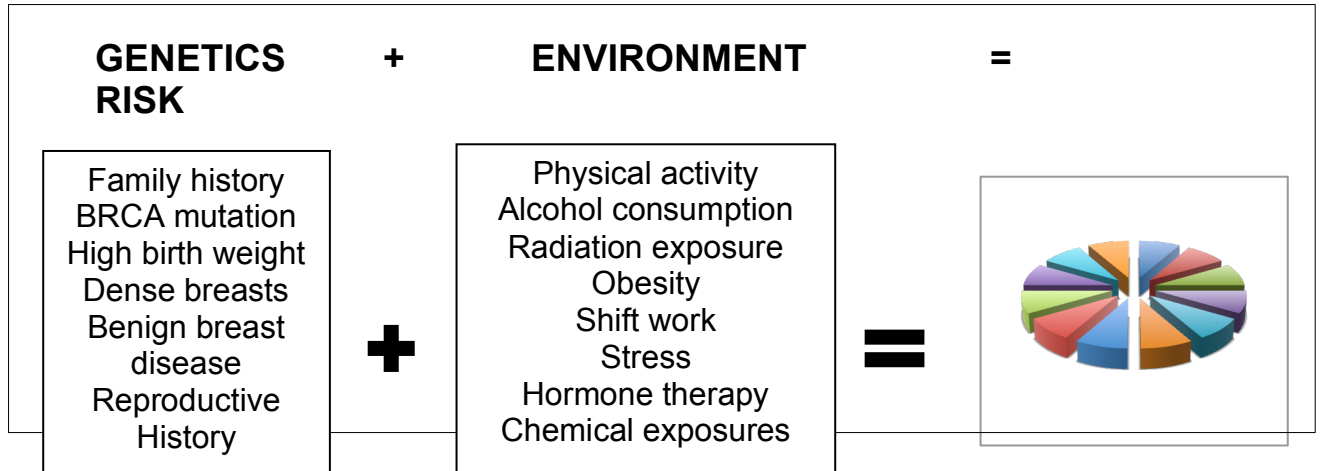 GENETICS + ENVIRONMENT =
RISK
Family history
BRCA mutation
High birth weight
Dense breasts
Benign breast
disease
Reproductive
History
+
Physical activity
Alcohol consumption
Radiation exposure
Obesity
Shift work
Stress
Hormone therapy
Chemical exposures
=